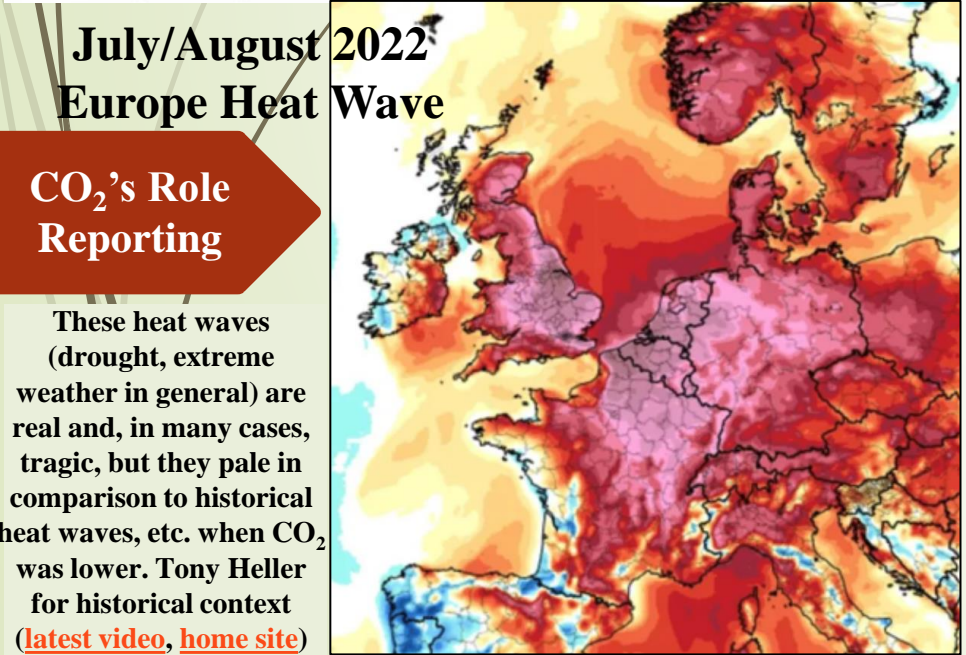 July/August 2022
Europe Heat Wave
CO₂’s Role
Reporting
These heat waves
(drought, extreme
weather in general) are
real and, in many cases,
tragic, but they pale in
comparison to historical
heat waves, etc. when CO₂
was lower. Tony Heller
for historical context
(latest video, home site)